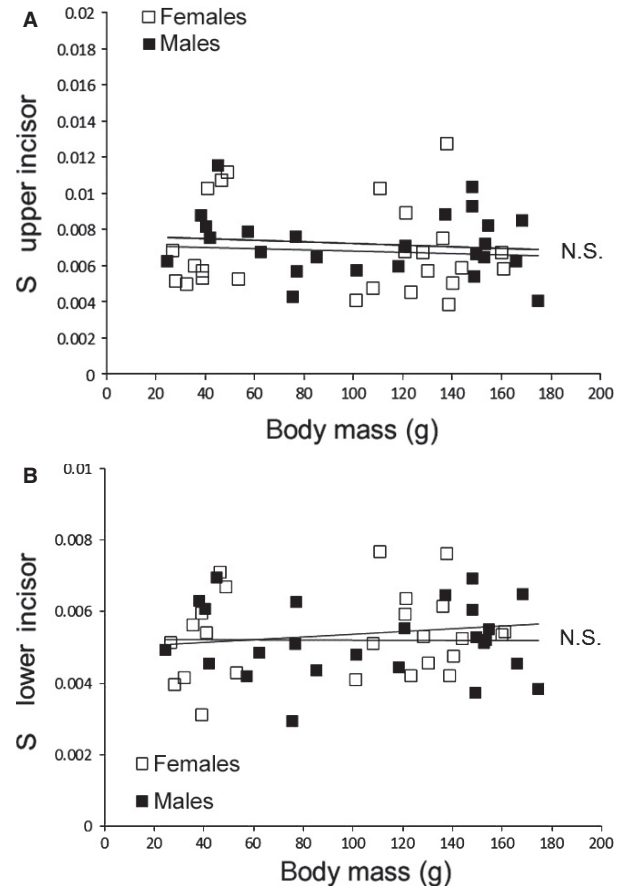 A
Females
Males
0.02
0.018
0.016
0.014
0.012
0.01
0.008
0.006
0.004
0.002
0
S upper incisor
N.S.
0 20 40 60 80 100 120 140 160 180 200
Body mass (g)
B
0.01
0.008
0.006
0.004
0.002
0
S lower incisor
N.S.
Females
Males
0 20 40 60 80 100 120 140 160 180 200
Body mass (g)